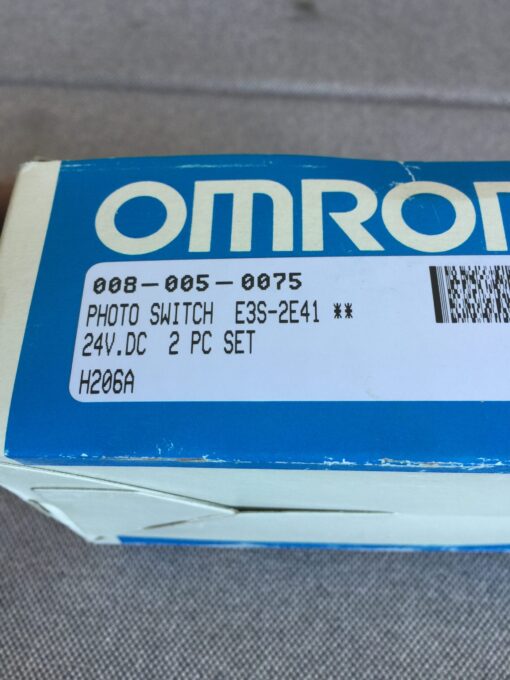 OMRON
008-005-0075
PHOTO SWITCH E3S-2E41 **
24V.DC 2 PC SET
H206A